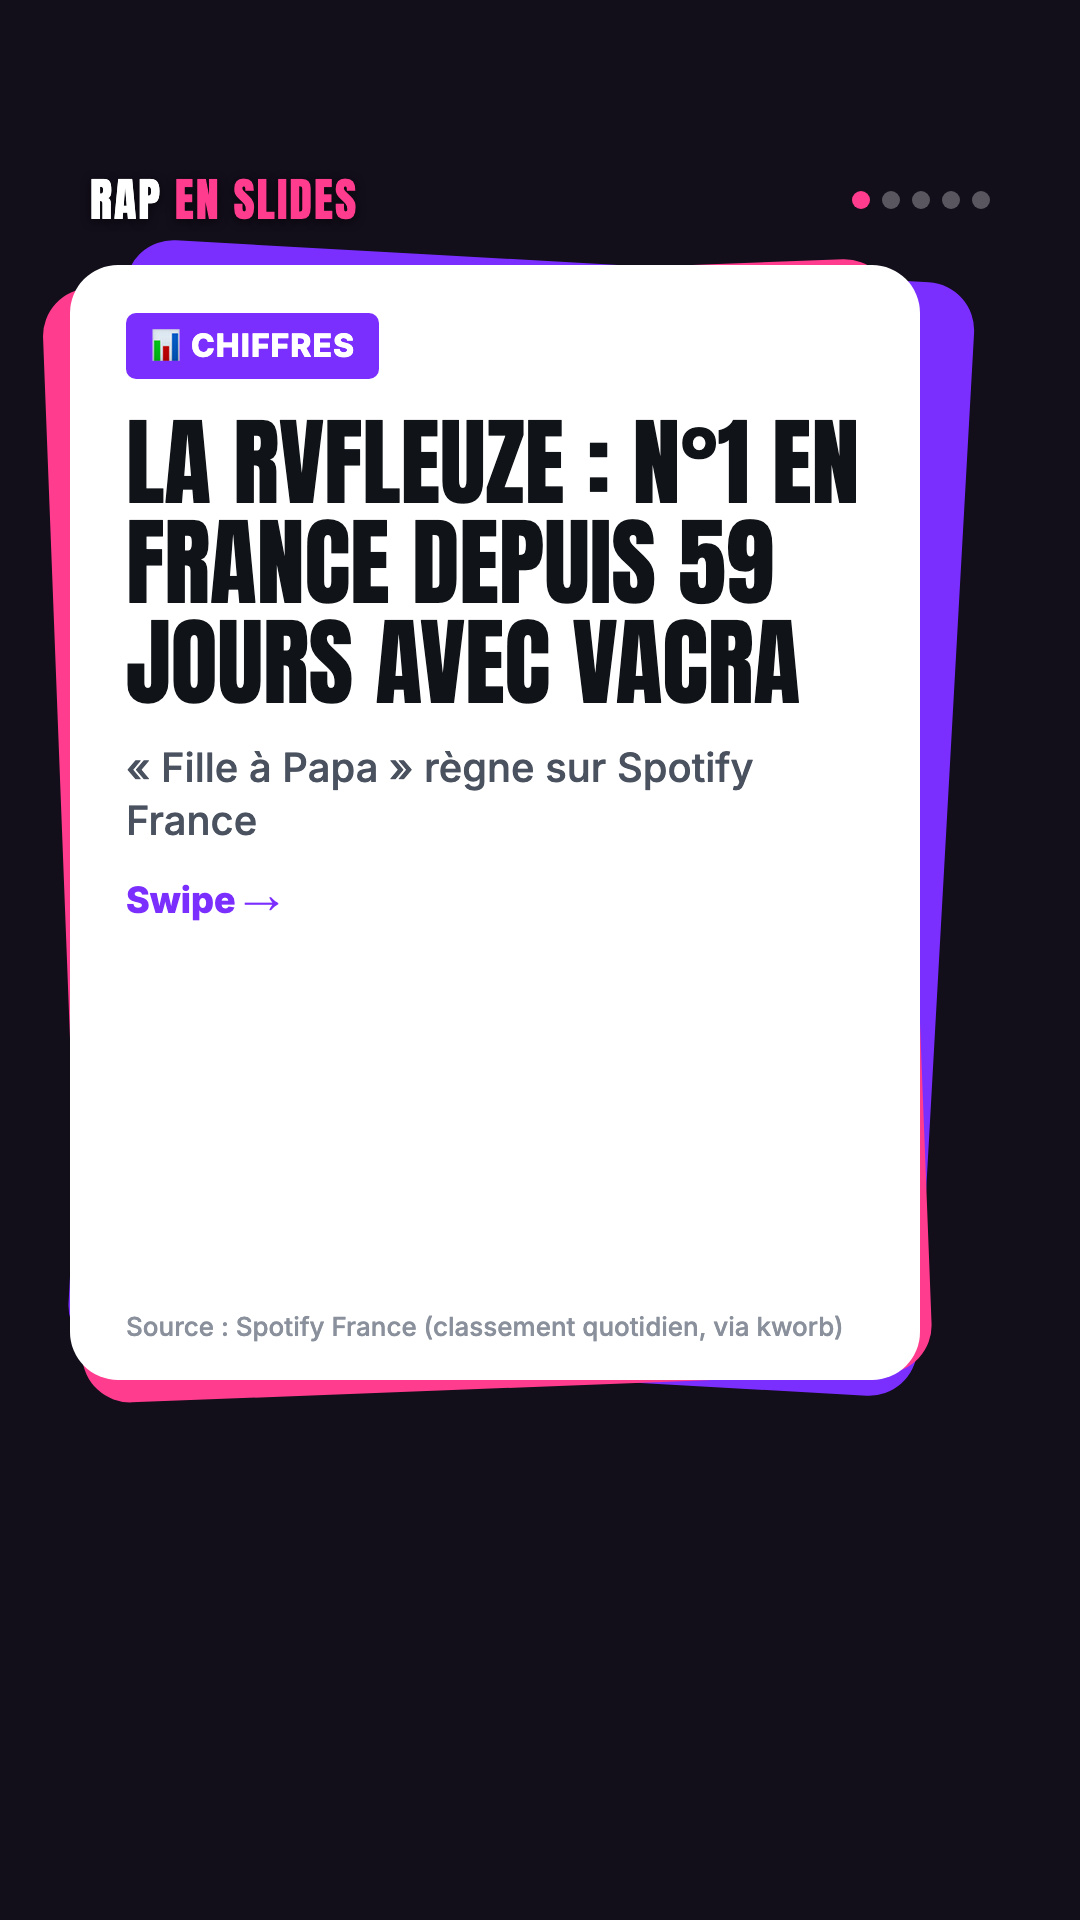 RAP EN SLIDES
📊 CHIFFRES
LA RVFLEUZE : N°1 EN
FRANCE DEPUIS 59
JOURS AVEC VACRA
« Fille à Papa » règne sur Spotify
France
Swipe →
Source : Spotify France (classement quotidien, via kworb)